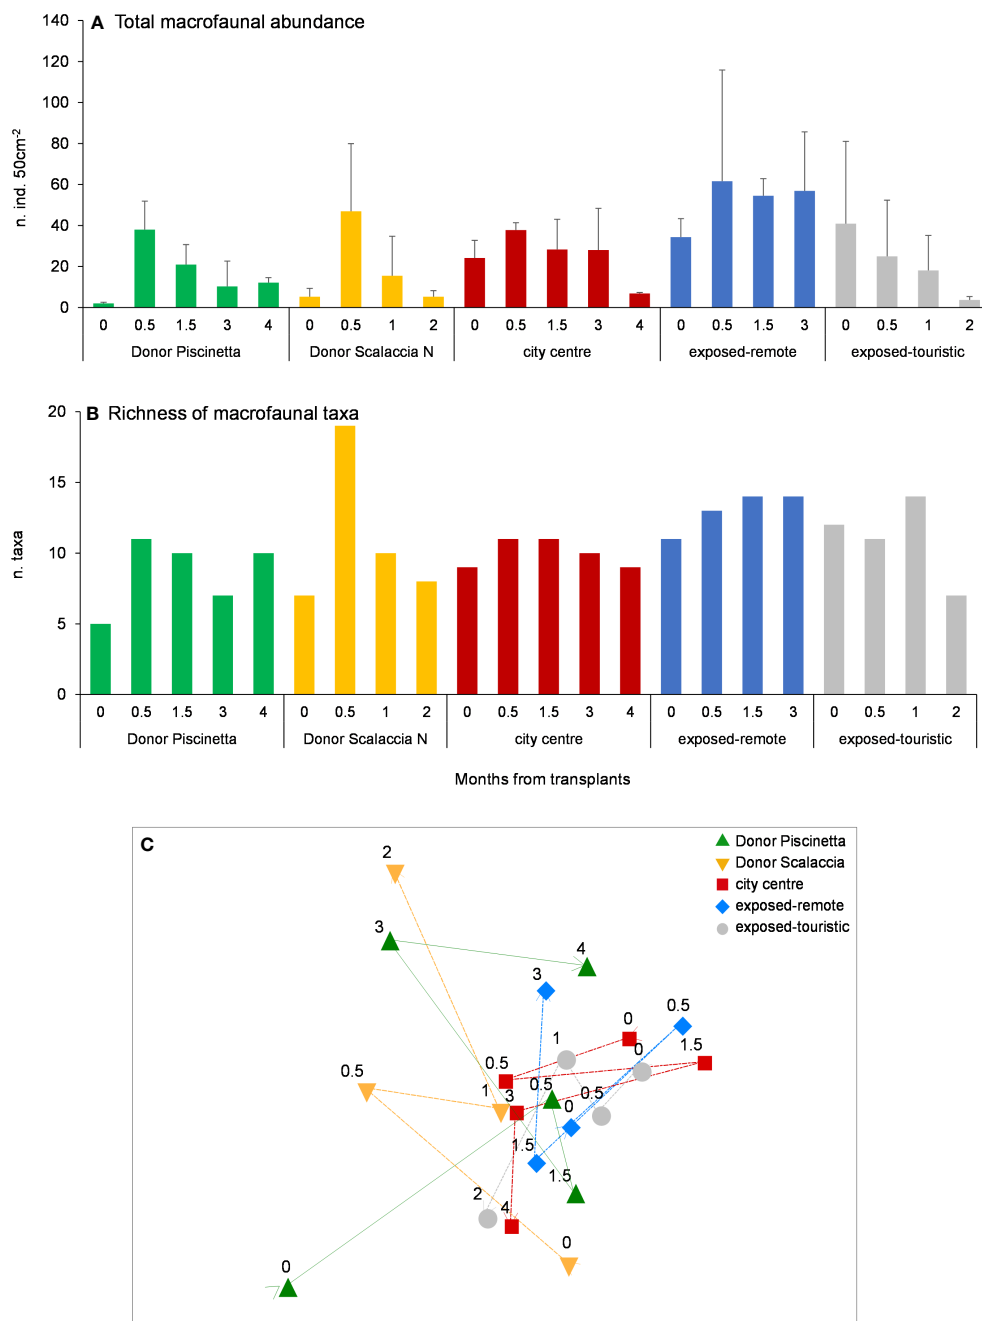 A Total macrofaunal abundance
140
120
100
80
60
40
20
0
n. ind. 50cm-2
0 0.5 1.5 3 4 0 0.5 1 2 0 0.5 1.5 3 4 0 0.5 1.5 3 0 0.5 1 2
Donor Piscinetta Donor Scalaccia N city centre exposed-remote exposed-touristic
B Richness of macrofaunal taxa
20
15
10
5
0
n. taxa
0 0.5 1.5 3 4 0 0.5 1 2 0 0.5 1.5 3 4 0 0.5 1.5 3 0 0.5 1 2
Donor Piscinetta Donor Scalaccia N city centre exposed-remote exposed-touristic
Months from transplants
C
Donor Piscinetta
Donor Scalaccia
city centre
exposed-remote
exposed-touristic
2
3
4
3
0.5
0
1.5
1
0
0.5
0.5
1
3
0.5
0
0.5
1.5
1.5
2
4
0
0